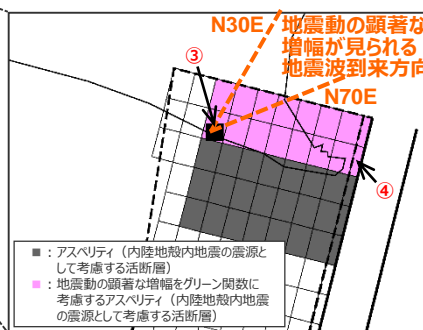 N30E 地震動の顕著な
増幅が見られる
地震波到来方向
③
N70E
④
■：アスペリティ（内陸地殻内地震の震源と
して考慮する活断層）
■：地震動の顕著な増幅をグリーン関数に
考慮するアスペリティ（内陸地殻内地震
の震源として考慮する活断層）